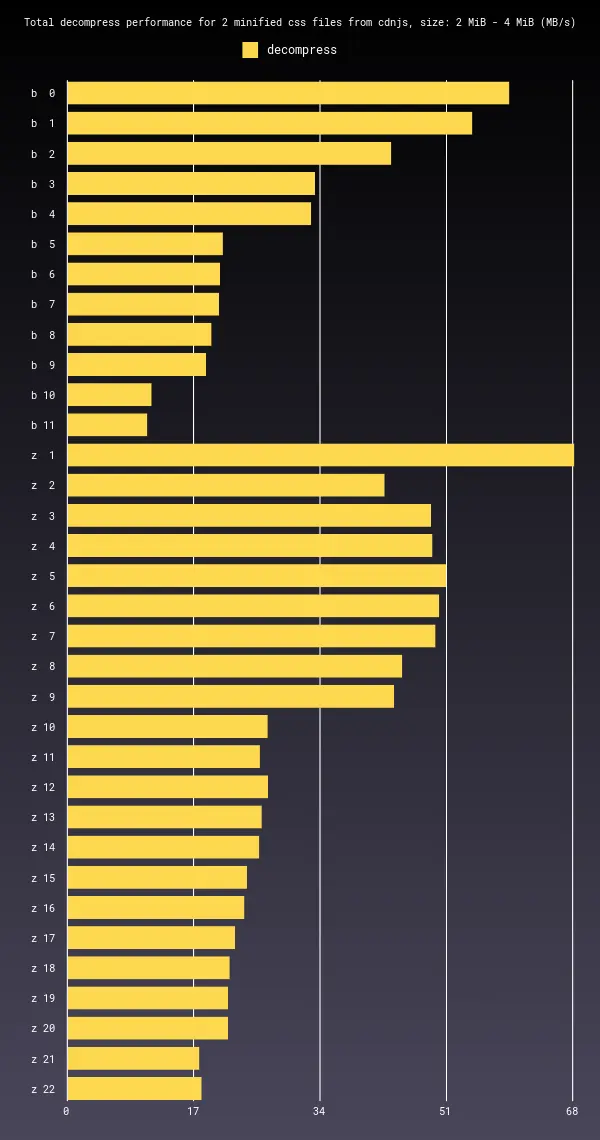 Total decompress performance for 2 minified css files from cdnjs, size: 2 MiB - 4 MiB (MB/s)
decompress
b 0
b 1
b 2
b 3
b 4
b 5
b 6
b 7
b 8
b 9
b 10
b 11
z 1
z 2
z 3
z 4
z 5
z 6
z 7
z 8
z 9
z 10
z 11
z 12
z 13
z 14
z 15
z 16
z 17
z 18
z 19
z 20
z 21
z 22
0 17 34 51 68